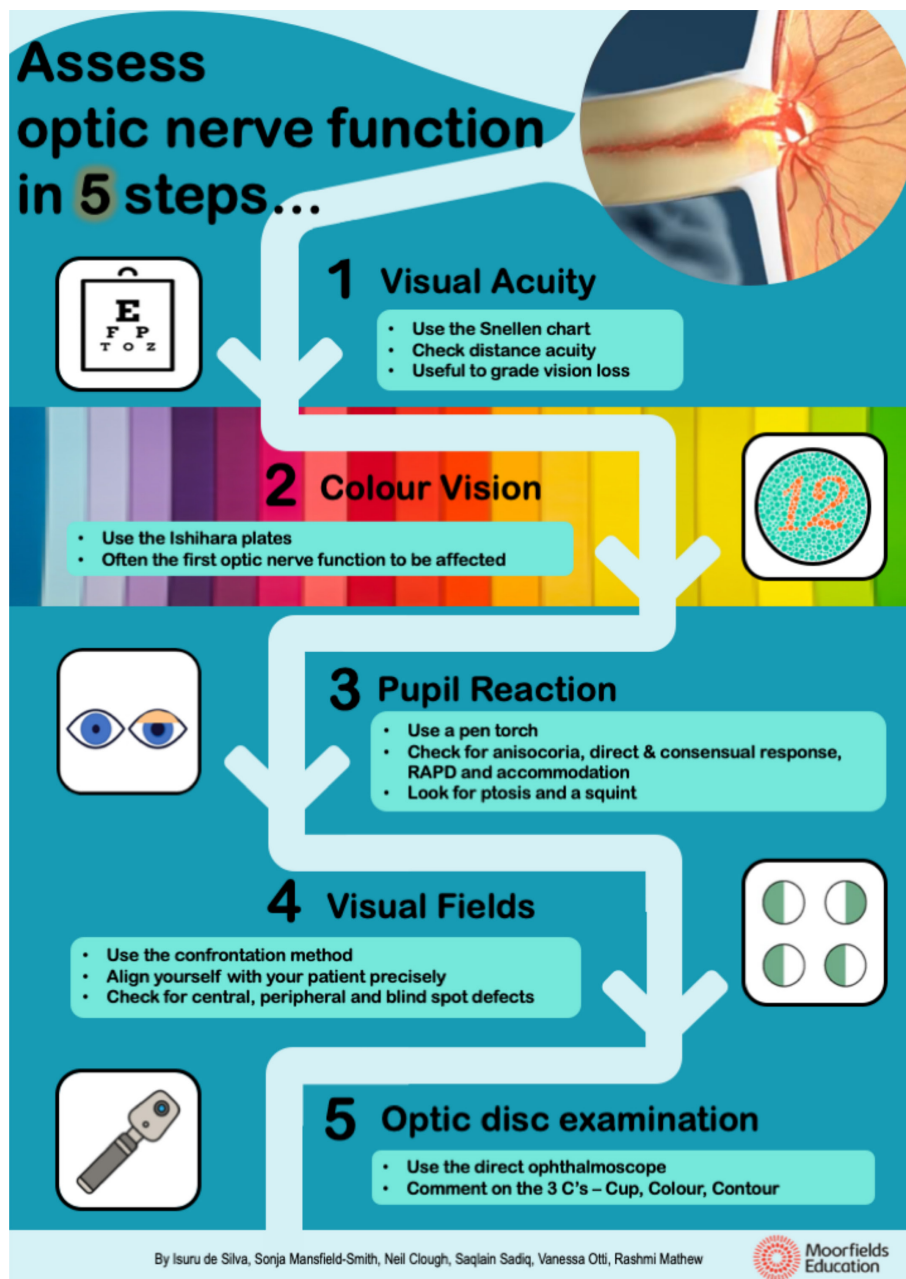 Assess
optic nerve function
in 5 steps...
1 Visual Acuity
E
F P
T O Z
• Use the Snellen chart
• Check distance acuity
• Useful to grade vision loss
2 Colour Vision
12
• Use the Ishihara plates
• Often the first optic nerve function to be affected
3 Pupil Reaction
• Use a pen torch
• Check for anisocoria, direct & consensual response,
RAPD and accommodation
• Look for ptosis and a squint
4 Visual Fields
• Use the confrontation method
• Align yourself with your patient precisely
• Check for central, peripheral and blind spot defects
5 Optic disc examination
• Use the direct ophthalmoscope
• Comment on the 3 C's – Cup, Colour, Contour
By Isuru de Silva, Sonja Mansfield-Smith, Neil Clough, Saqlain Sadiq, Vanessa Otti, Rashmi Mathew
Moorfields
Education